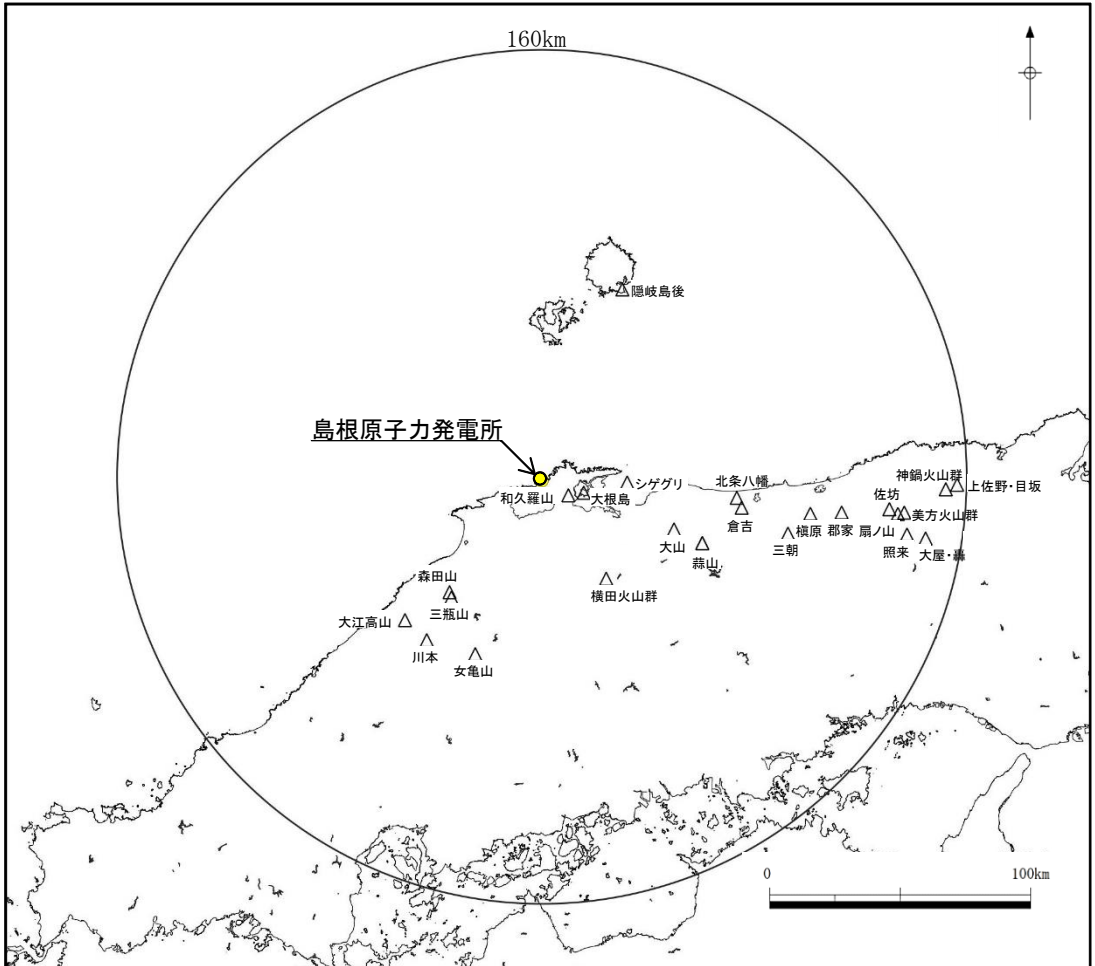 160km
隠岐島後
島根原子力発電所
シゲグリ
和久羅山
大根島
北条八幡
神鍋火山群
上佐野・目坂
佐坊
倉吉
美方火山群
槇原
郡家
扇ノ山
大山
三朝
照来
大屋・轟
蒜山
森田山
横田火山群
三瓶山
大江高山
川本
女亀山
0
100km